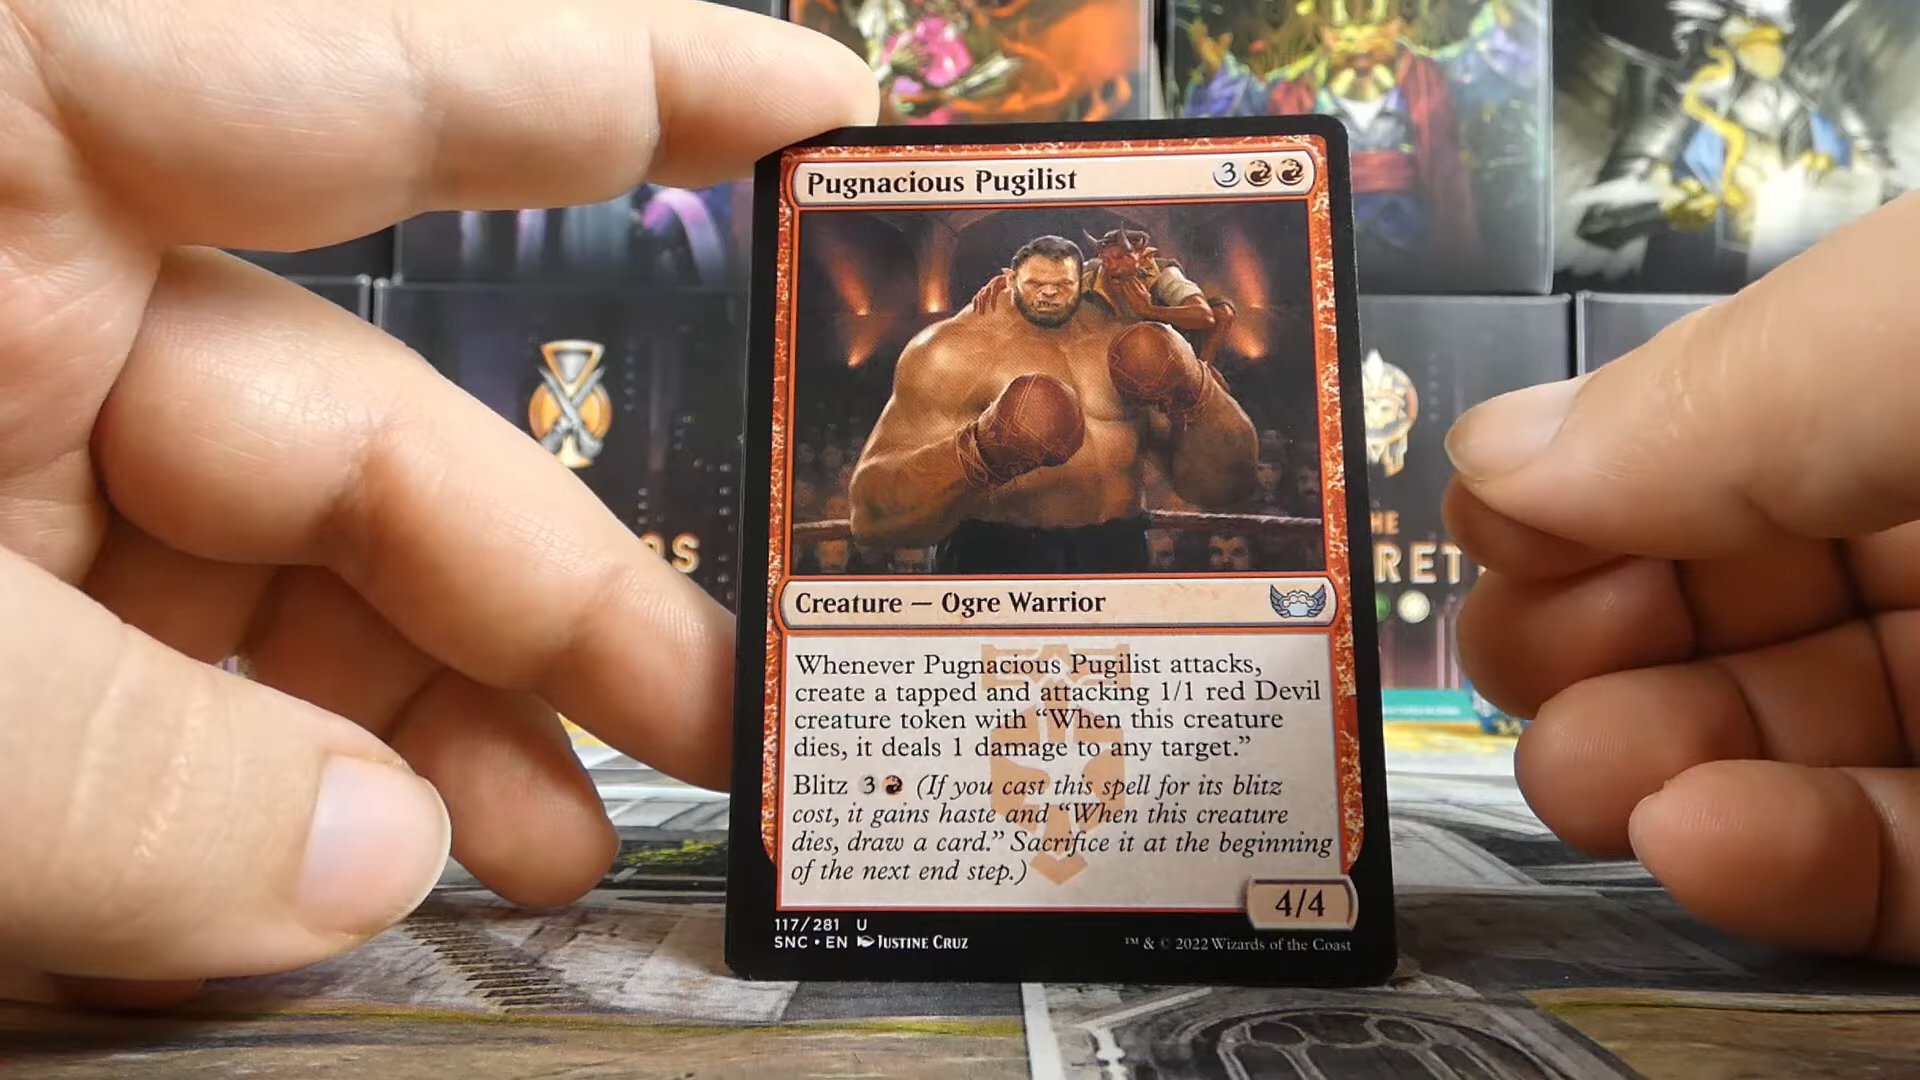 Pugnacious Pugilist 3
Creature — Ogre Warrior
Whenever Pugnacious Pugilist attacks,
create a tapped and attacking 1/1 red Devil
creature token with “When this creature
dies, it deals 1 damage to any target.”
Blitz 3 (If you cast this spell for its blitz
cost, it gains haste and “When this creature
dies, draw a card.” Sacrifice it at the beginning
of the next end step.)
4/4
117/281 U
SNC • EN Justine Cruz
™ & © 2022 Wizards of the Coast